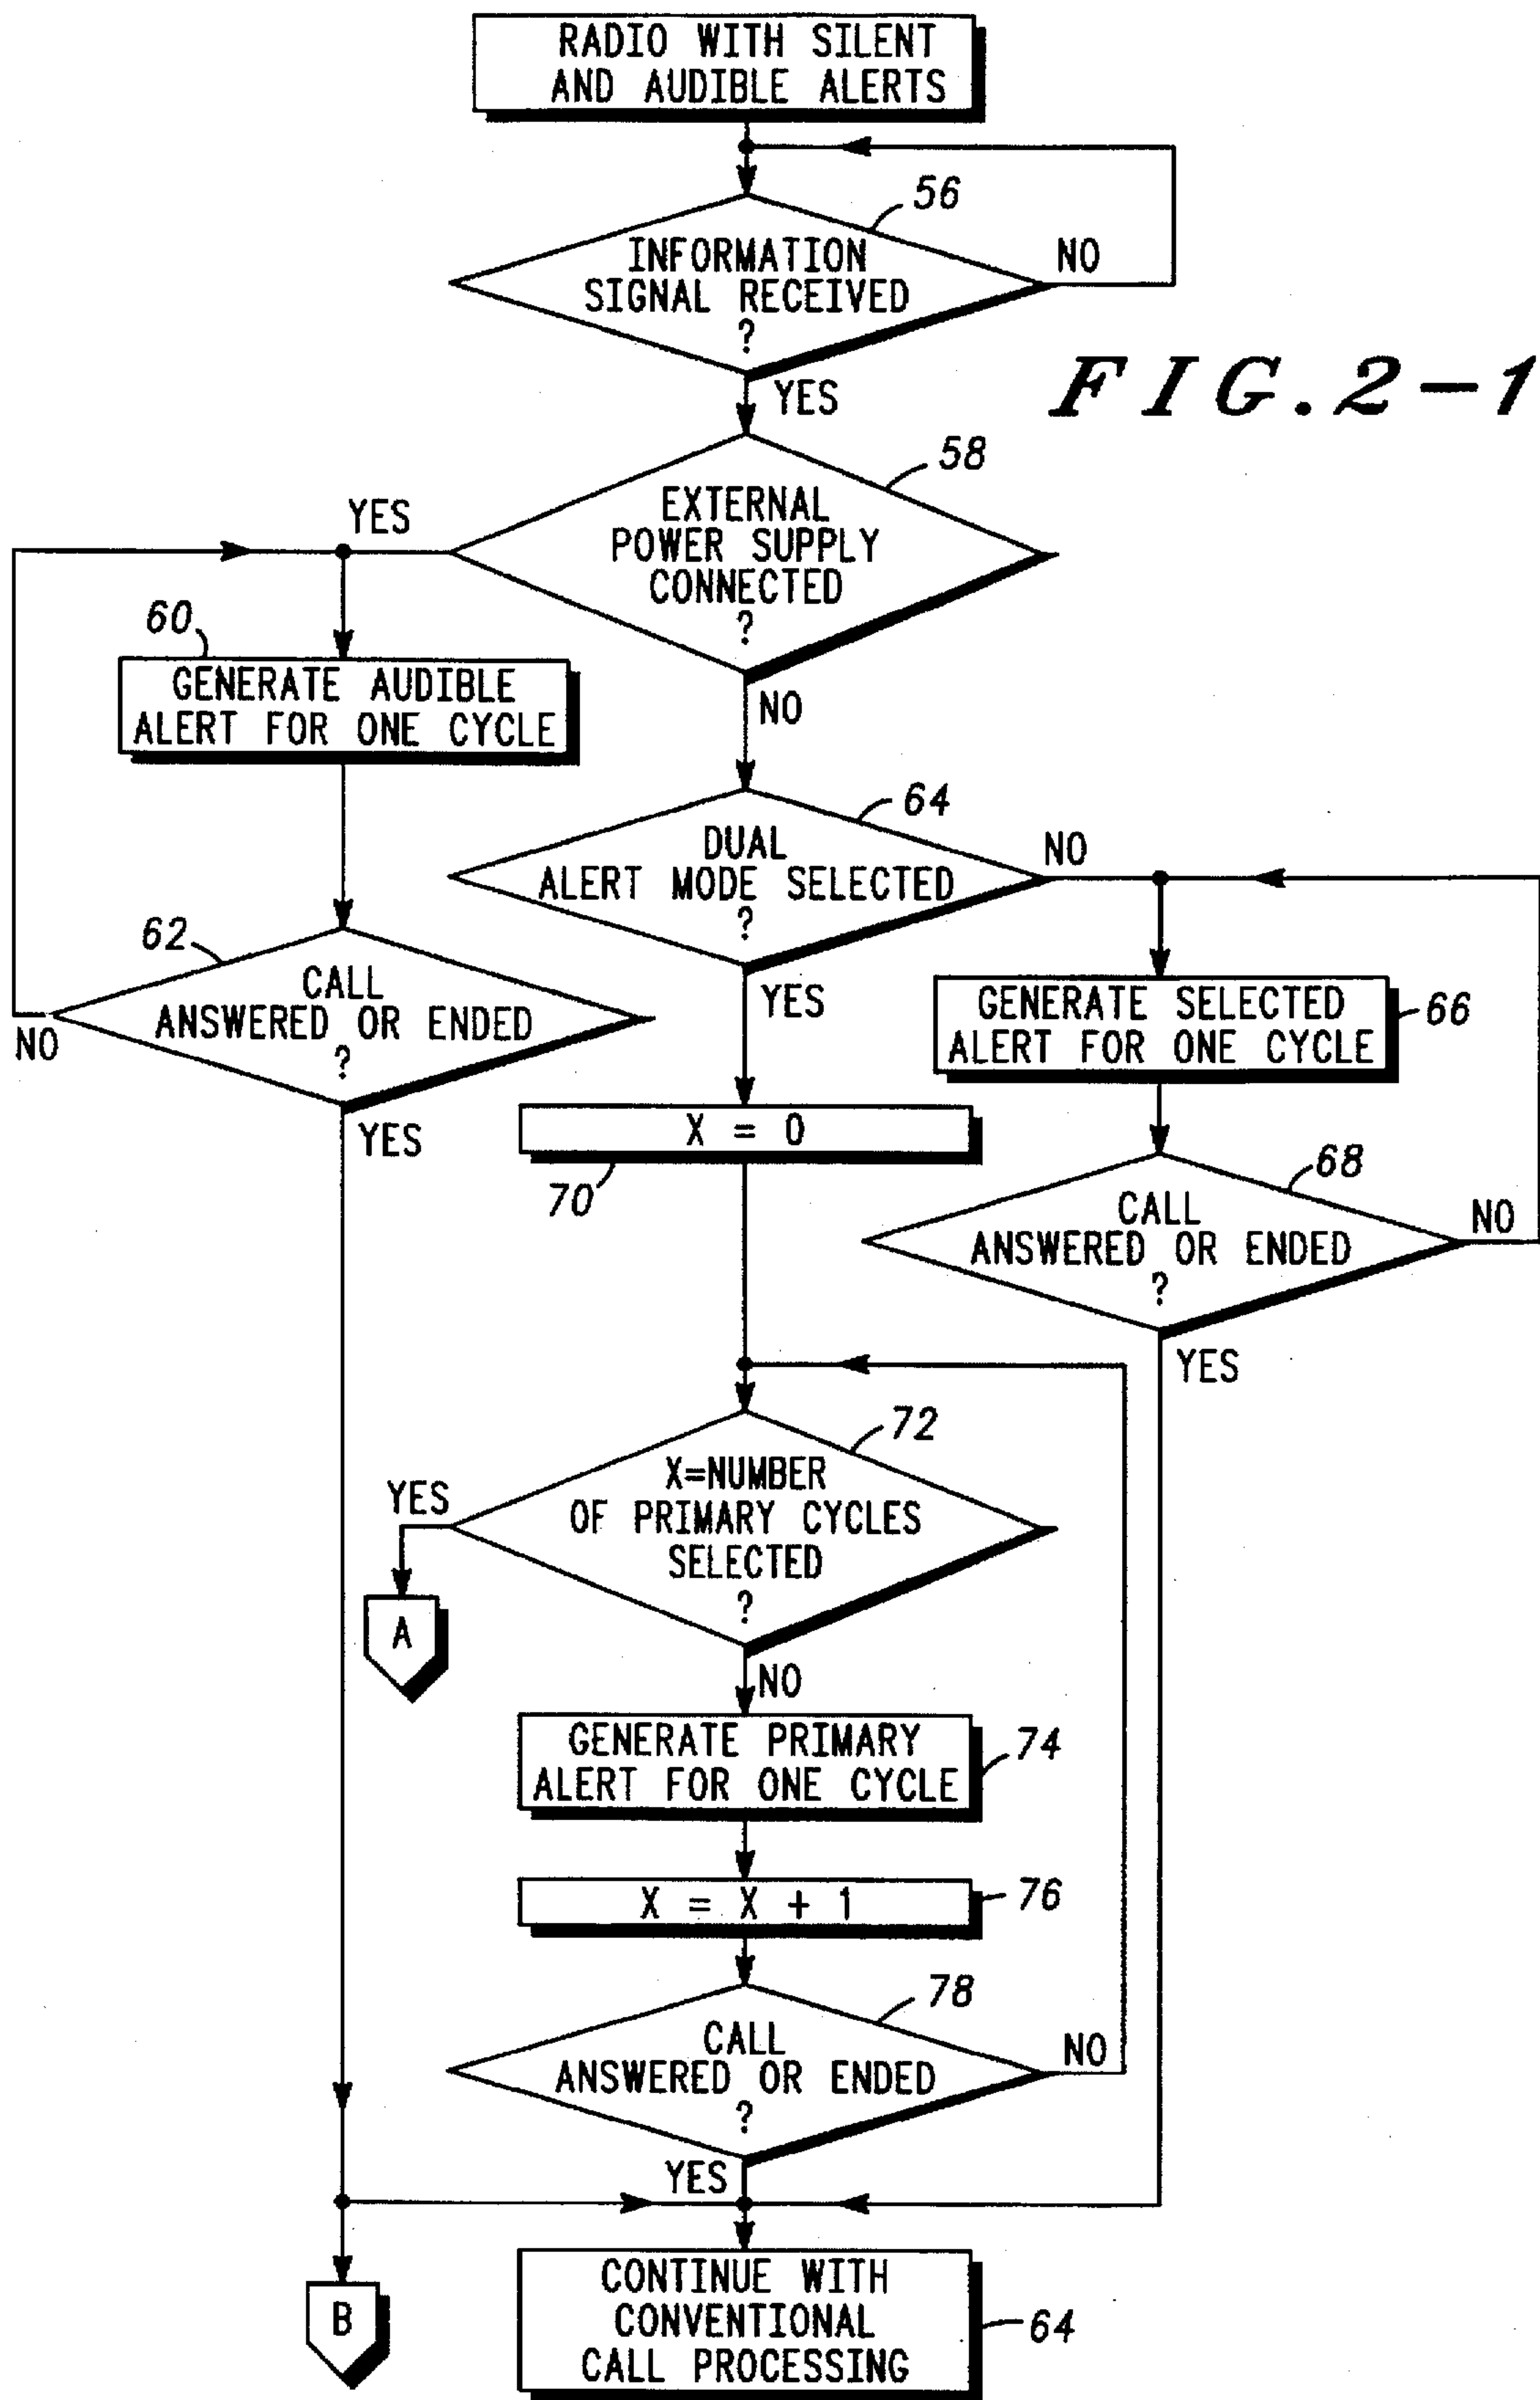 RADIO WITH SILENT
AND AUDIBLE ALERTS
56
INFORMATION
SIGNAL RECEIVED
?
NO
YES
FIG.2-1
58
EXTERNAL
POWER SUPPLY
CONNECTED
?
YES
NO
60
GENERATE AUDIBLE
ALERT FOR ONE CYCLE
64
DUAL
ALERT MODE SELECTED
?
NO
YES
62
CALL
ANSWERED OR ENDED
?
NO
YES
GENERATE SELECTED
ALERT FOR ONE CYCLE
66
X = 0
70
68
CALL
ANSWERED OR ENDED
?
NO
YES
72
X=NUMBER
OF PRIMARY CYCLES
SELECTED
?
YES
A
NO
GENERATE PRIMARY
ALERT FOR ONE CYCLE
74
X = X + 1
76
78
CALL
ANSWERED OR ENDED
?
NO
YES
B
CONTINUE WITH
CONVENTIONAL
CALL PROCESSING
64